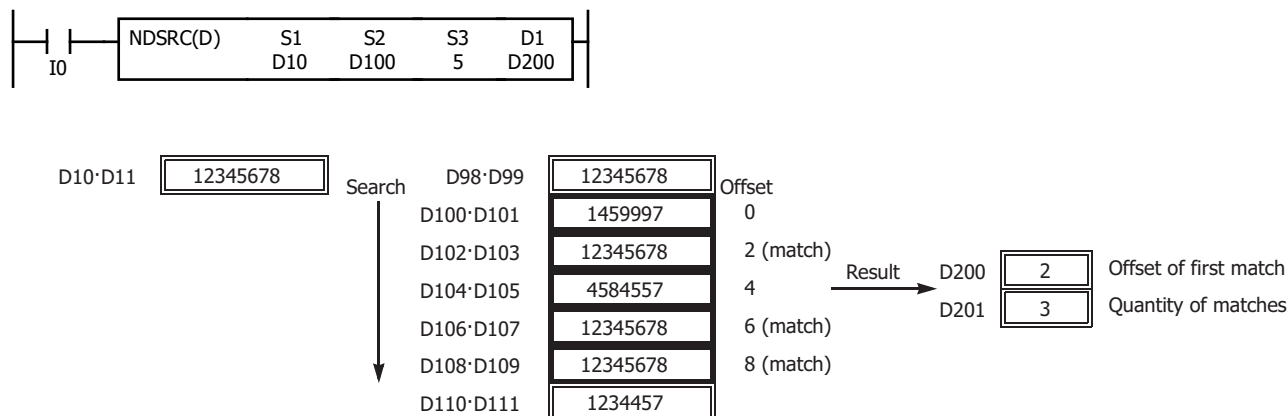 NDSRC(D) S1 S2 S3 D1
D10 D100 5 D200
I0
D10·D11 12345678 Search D98·D99 12345678 Offset
D100·D101 1459997 0
D102·D103 12345678 2 (match)
D104·D105 4584557 4
D106·D107 12345678 6 (match)
D108·D109 12345678 8 (match)
D110·D111 1234457
Result D200 2 Offset of first match
D201 3 Quantity of matches